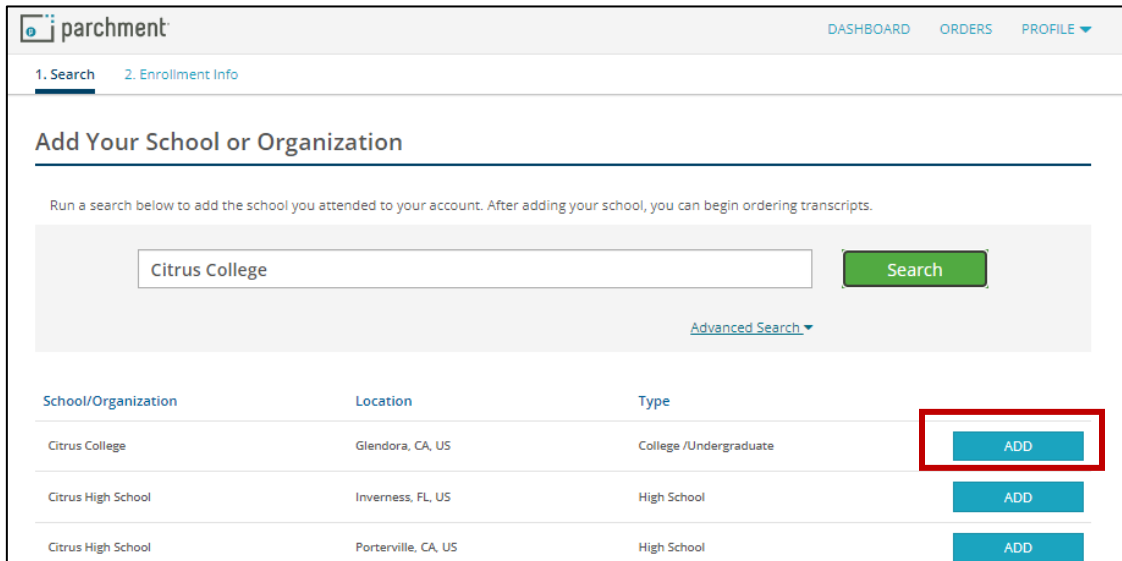 parchment
DASHBOARD ORDERS PROFILE
1. Search 2. Enrollment Info
Add Your School or Organization
Run a search below to add the school you attended to your account. After adding your school, you can begin ordering transcripts.
Citrus College Search
Advanced Search
School/Organization Location Type
Citrus College Glendora, CA, US College /Undergraduate ADD
Citrus High School Inverness, FL, US High School ADD
Citrus High School Porterville, CA, US High School ADD